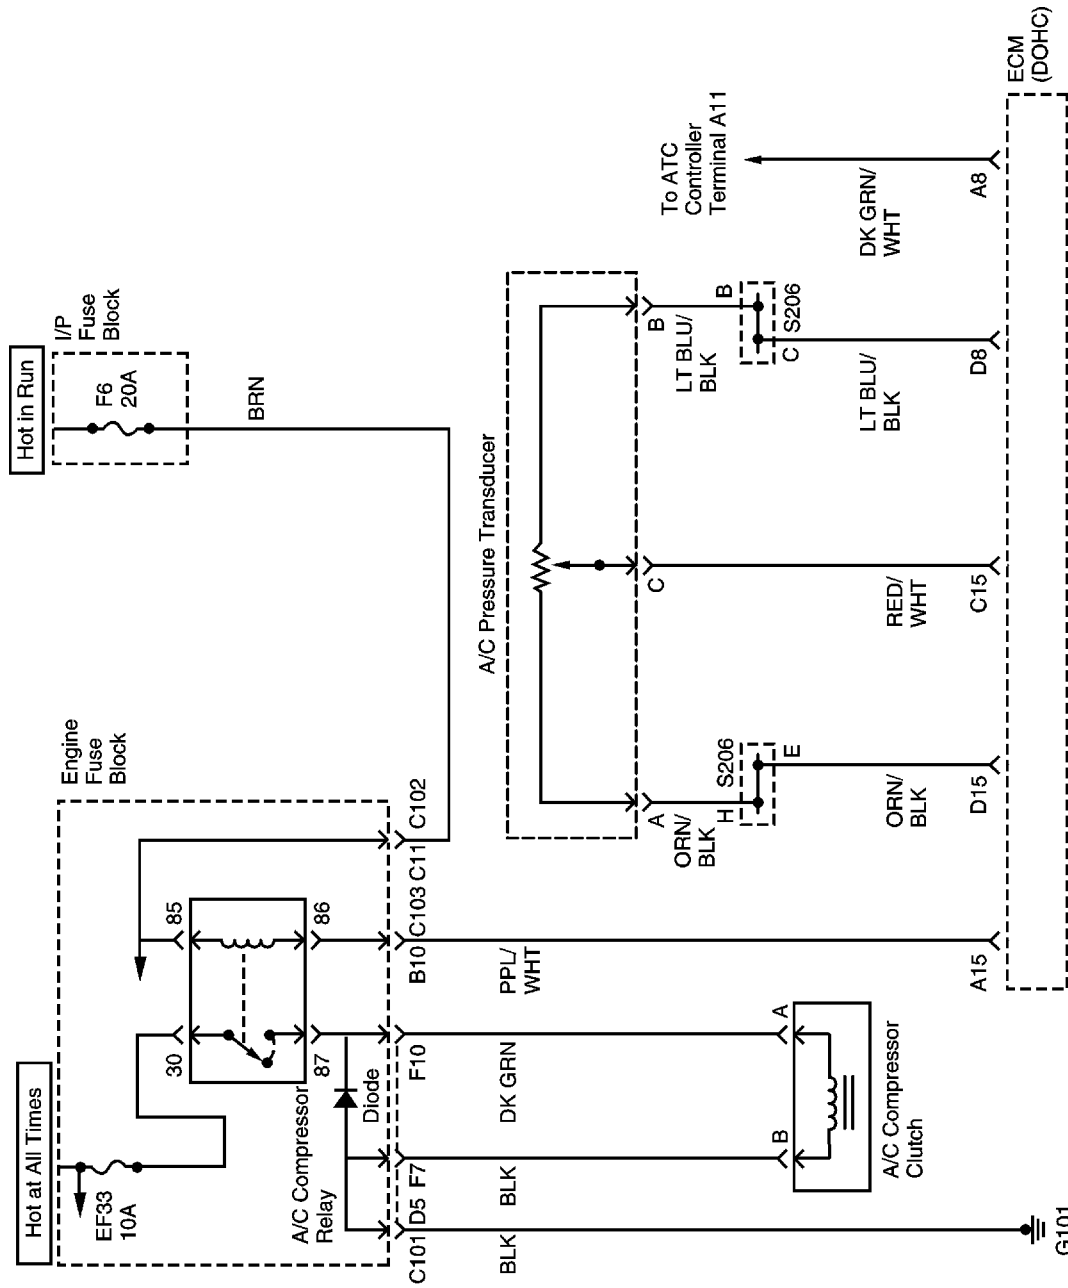 Hot at All Times
Hot in Run
EF33
10A
Engine
Fuse
Block
I/P
Fuse
Block
F6
20A
BRN
30
85
87
86
A/C Compressor
Relay
Diode
C101
D5
F7
F10
B10
C103
C11
C102
BLK
BLK
DK GRN
PPL/
WHT
A/C Pressure Transducer
A
C
B
ORN/
BLK
LT BLU/
BLK
H
S206
E
B
C
S206
To ATC
Controller
Terminal A11
B
A
A/C Compressor
Clutch
ORN/
BLK
RED/
WHT
LT BLU/
BLK
DK GRN/
WHT
A15
D15
C15
D8
A8
ECM
(DOHC)
G101